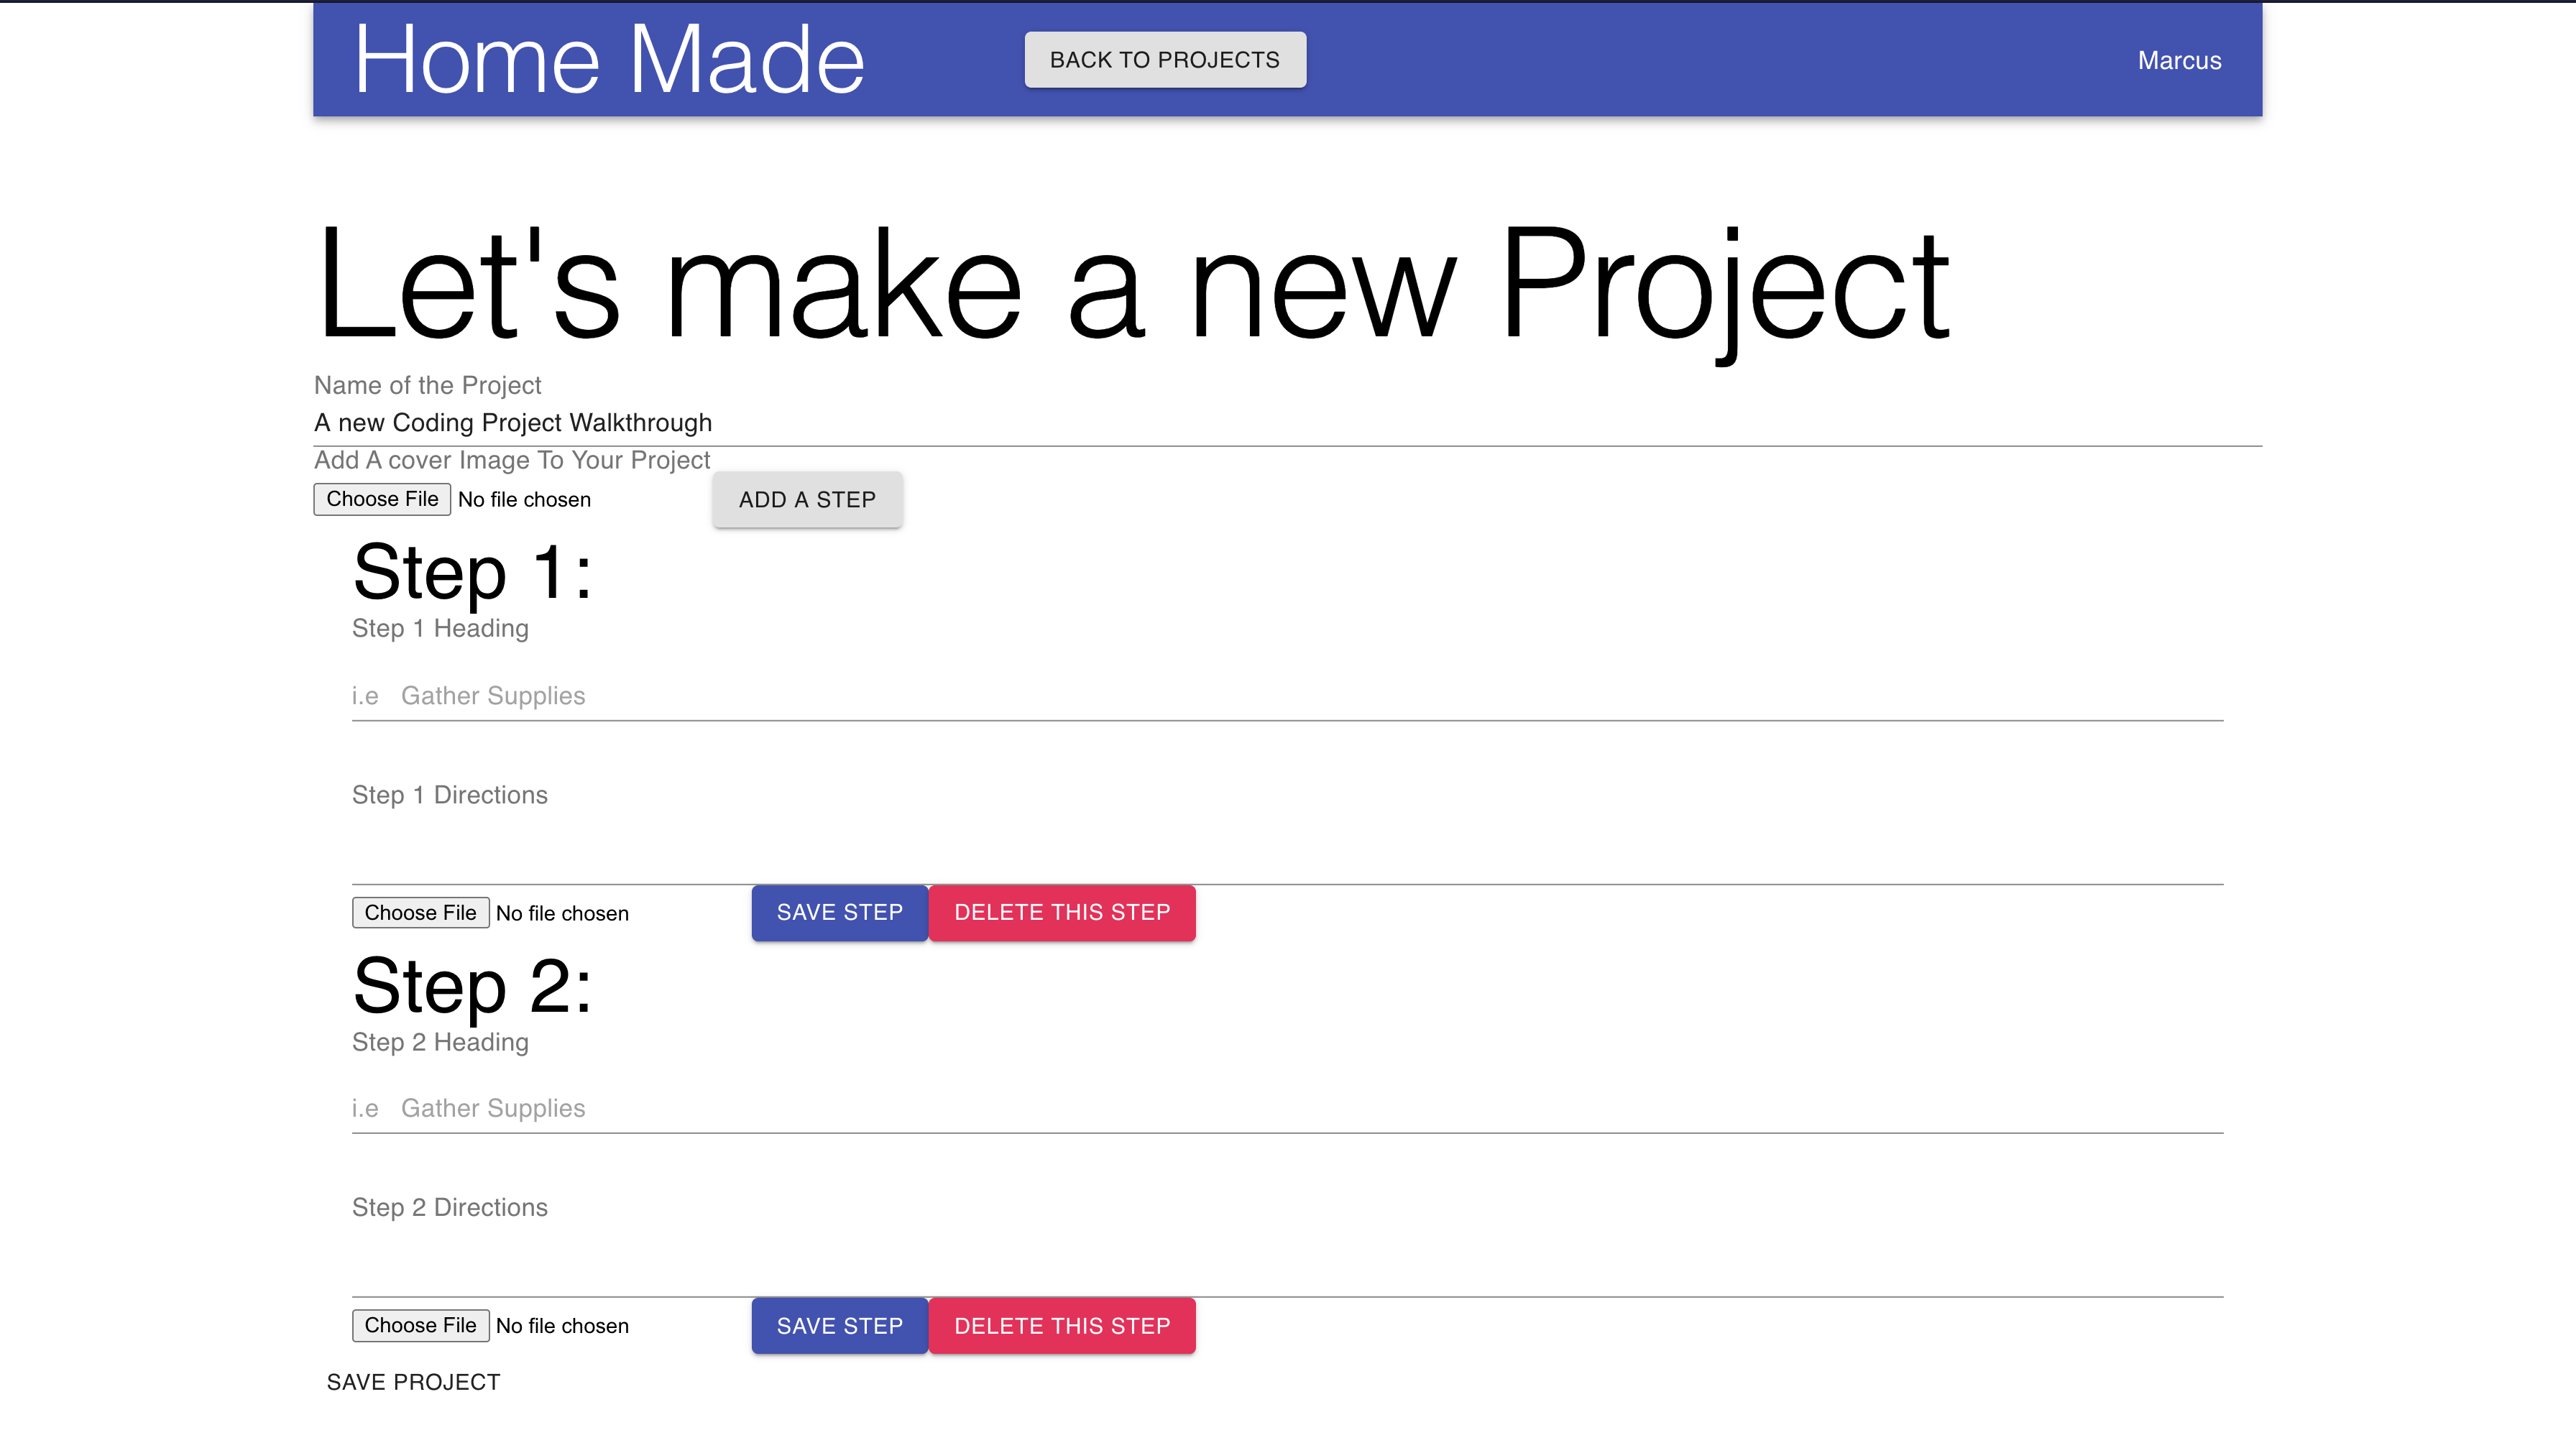 Home Made BACK TO PROJECTS Marcus
Let's make a new Project
Name of the Project
A new Coding Project Walkthrough
Add A cover Image To Your Project
Choose File No file chosen ADD A STEP
Step 1:
Step 1 Heading
i.e Gather Supplies
Step 1 Directions
Choose File No file chosen SAVE STEP DELETE THIS STEP
Step 2:
Step 2 Heading
i.e Gather Supplies
Step 2 Directions
Choose File No file chosen SAVE STEP DELETE THIS STEP
SAVE PROJECT